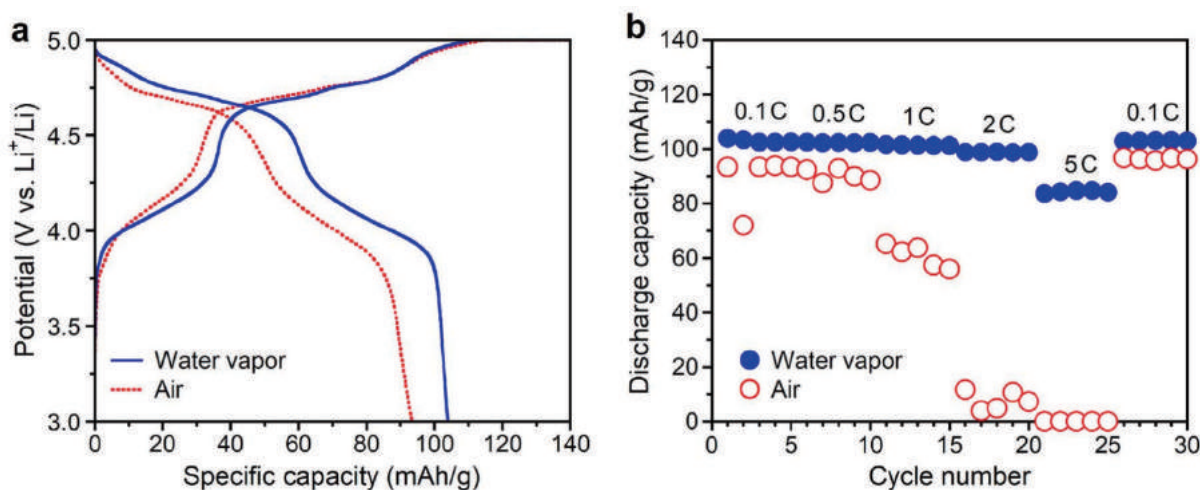 a
5.0
4.5
4.0
3.5
3.0
Potential (V vs. Li⁺/Li)
Water vapor
Air
0 20 40 60 80 100 120 140
Specific capacity (mAh/g)
b
140
120
100
80
60
40
20
0
Discharge capacity (mAh/g)
0.1C 0.5C 1C 2C 5C 0.1C
Water vapor
Air
0 5 10 15 20 25 30
Cycle number